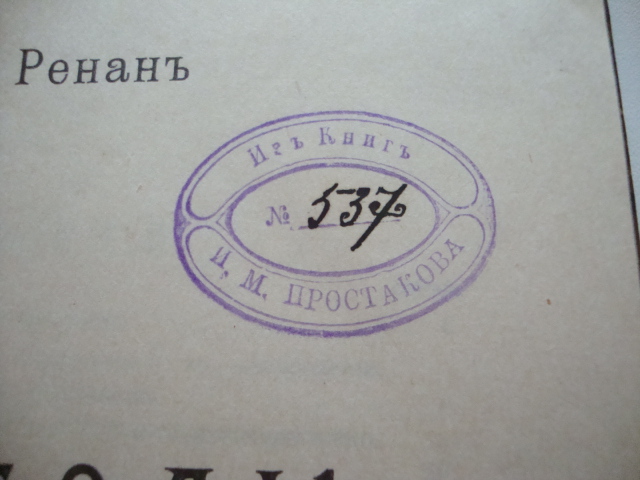 Ренанъ
Изъ Книгъ
№ 537
И. М. ПРОСТАКОВА